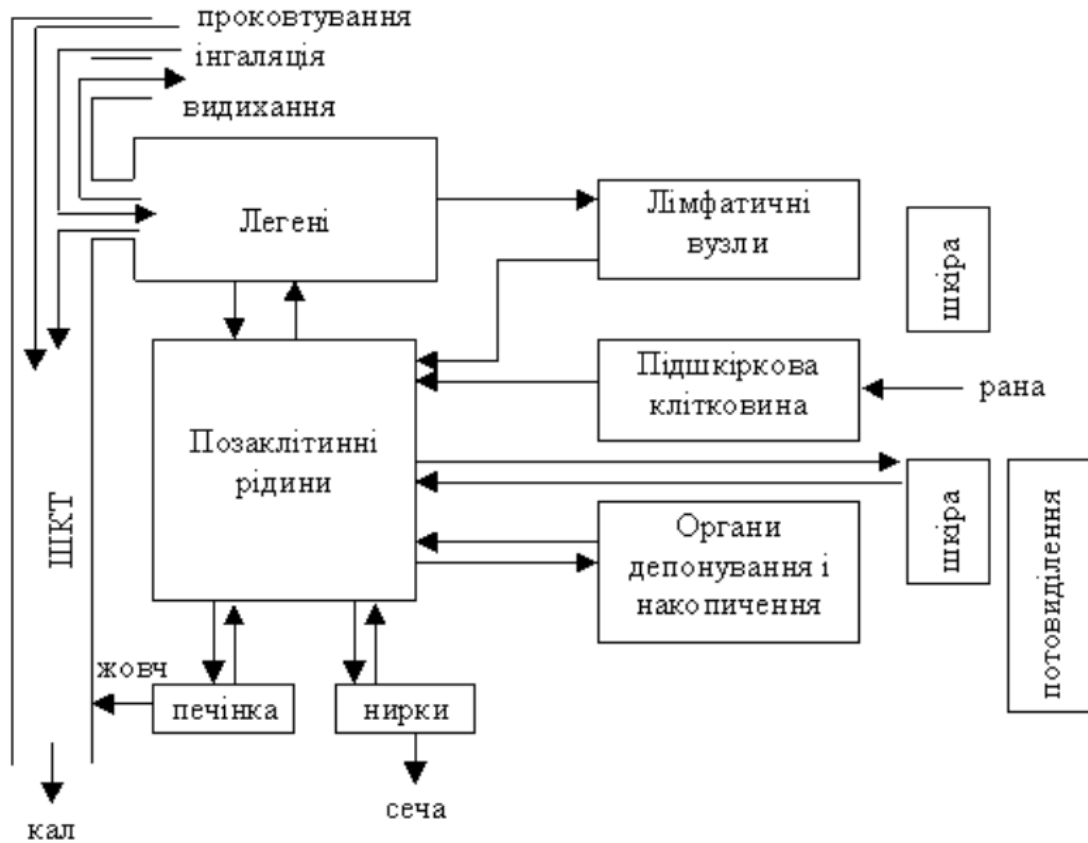 проковтування
інгаляція
видихання
Легені
Лімфатичні
вузли
шкіра
Підшкіркова
клітковина
рана
Позаклітинні
рідини
ШКТ
Органи
депонування і
накопичення
шкіра
потовиділення
жовч
печінка
нирки
сеча
кал